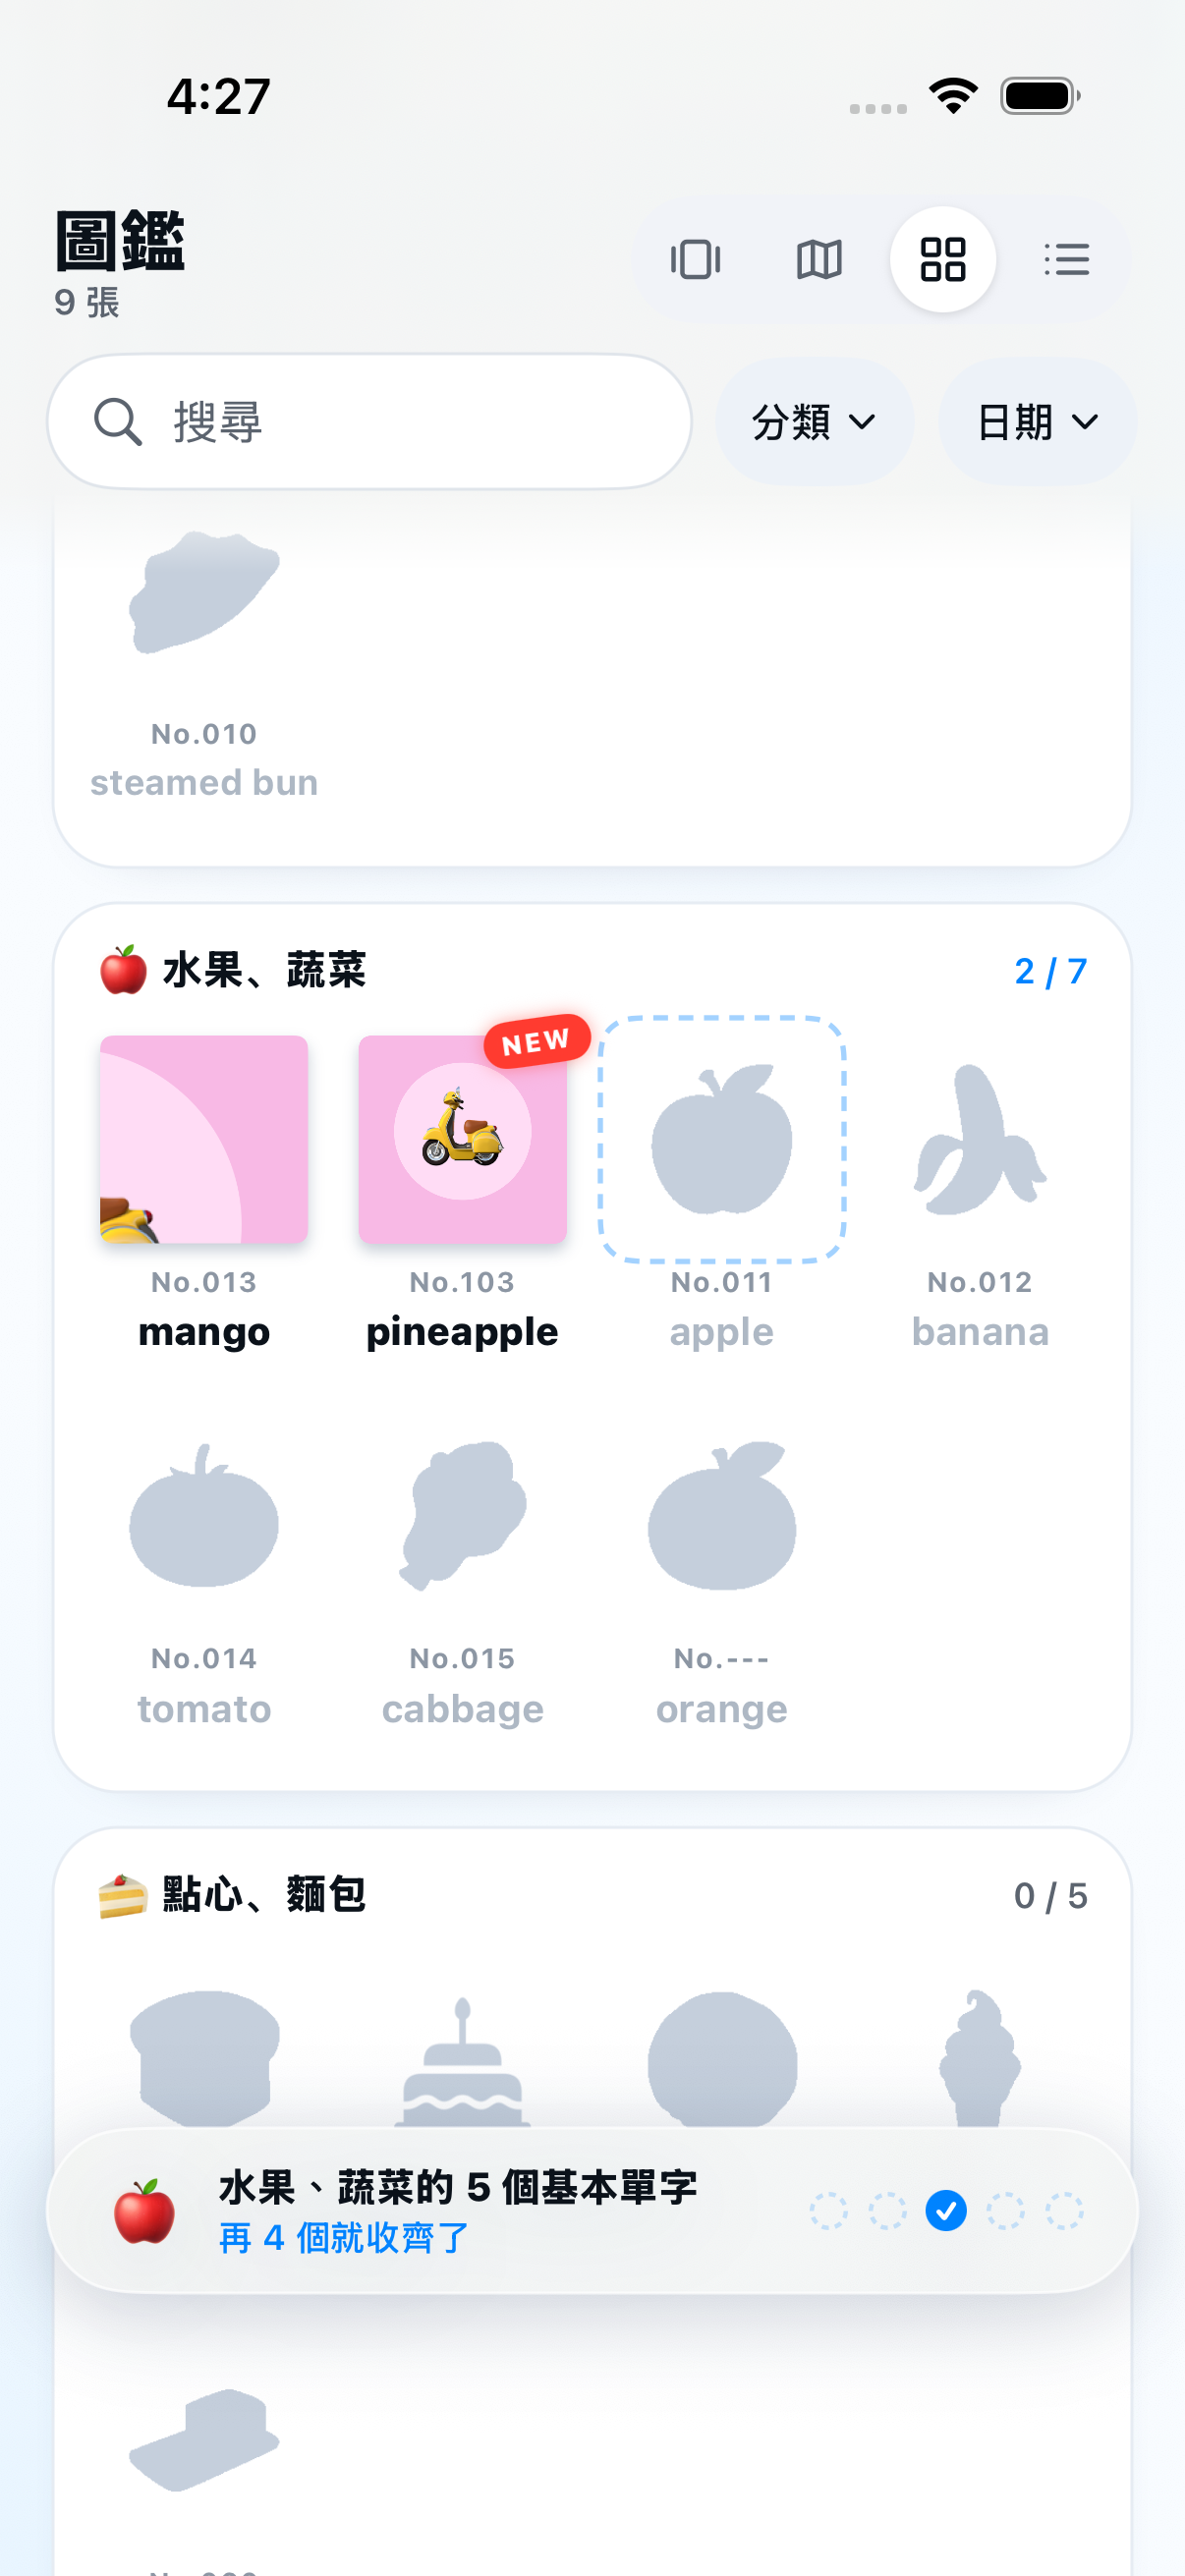 4:27
圖鑑
9 張
搜尋
分類
日期
No.010
steamed bun
水果、蔬菜
2 / 7
NEW
No.013
No.103
No.011
No.012
mango
pineapple
apple
banana
No.014
No.015
No.---
tomato
cabbage
orange
點心、麵包
0 / 5
水果、蔬菜的 5 個基本單字
再 4 個就收齊了